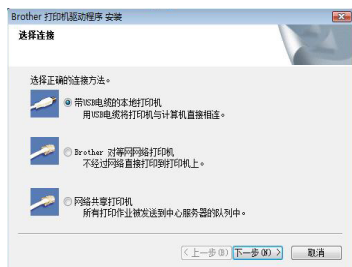 Brother 打印机驱动程序 安装
选择连接
选择正确的连接方法。
带USB电缆的本地打印机
用USB电缆将打印机与计算机直接相连。
Brother 对等网网络打印机
不经过网络直接打印到打印机上。
网络共享打印机
所有打印作业被发送到中心服务器的队列中。
〈上一步(B) 下一步(N) 〉 取消